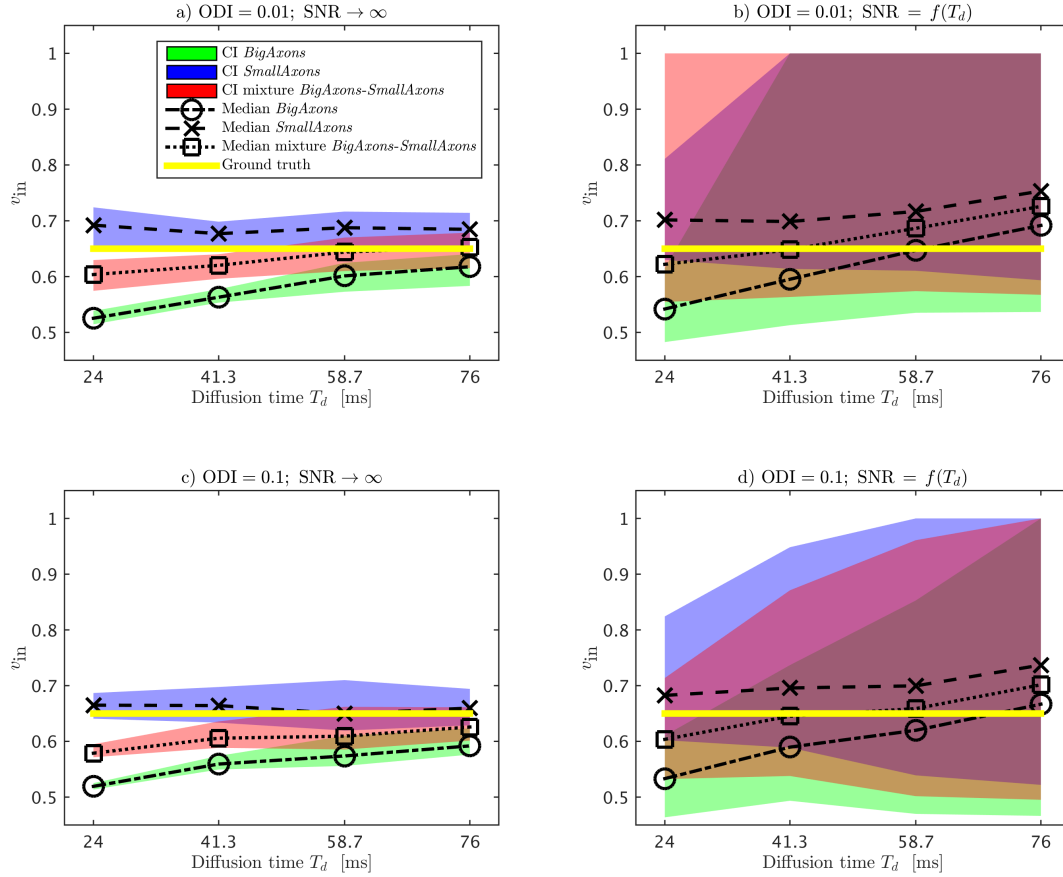 a) ODI = 0.01; SNR → ∞
1
0.9
0.8
0.7
0.6
0.5
v_in
CI BigAxons
CI SmallAxons
CI mixture BigAxons-SmallAxons
Median BigAxons
Median SmallAxons
Median mixture BigAxons-SmallAxons
Ground truth
24 41.3 58.7 76
Diffusion time T_d [ms]
b) ODI = 0.01; SNR = f(T_d)
1
0.9
0.8
0.7
0.6
0.5
v_in
24 41.3 58.7 76
Diffusion time T_d [ms]
c) ODI = 0.1; SNR → ∞
1
0.9
0.8
0.7
0.6
0.5
v_in
24 41.3 58.7 76
Diffusion time T_d [ms]
d) ODI = 0.1; SNR = f(T_d)
1
0.9
0.8
0.7
0.6
0.5
v_in
24 41.3 58.7 76
Diffusion time T_d [ms]